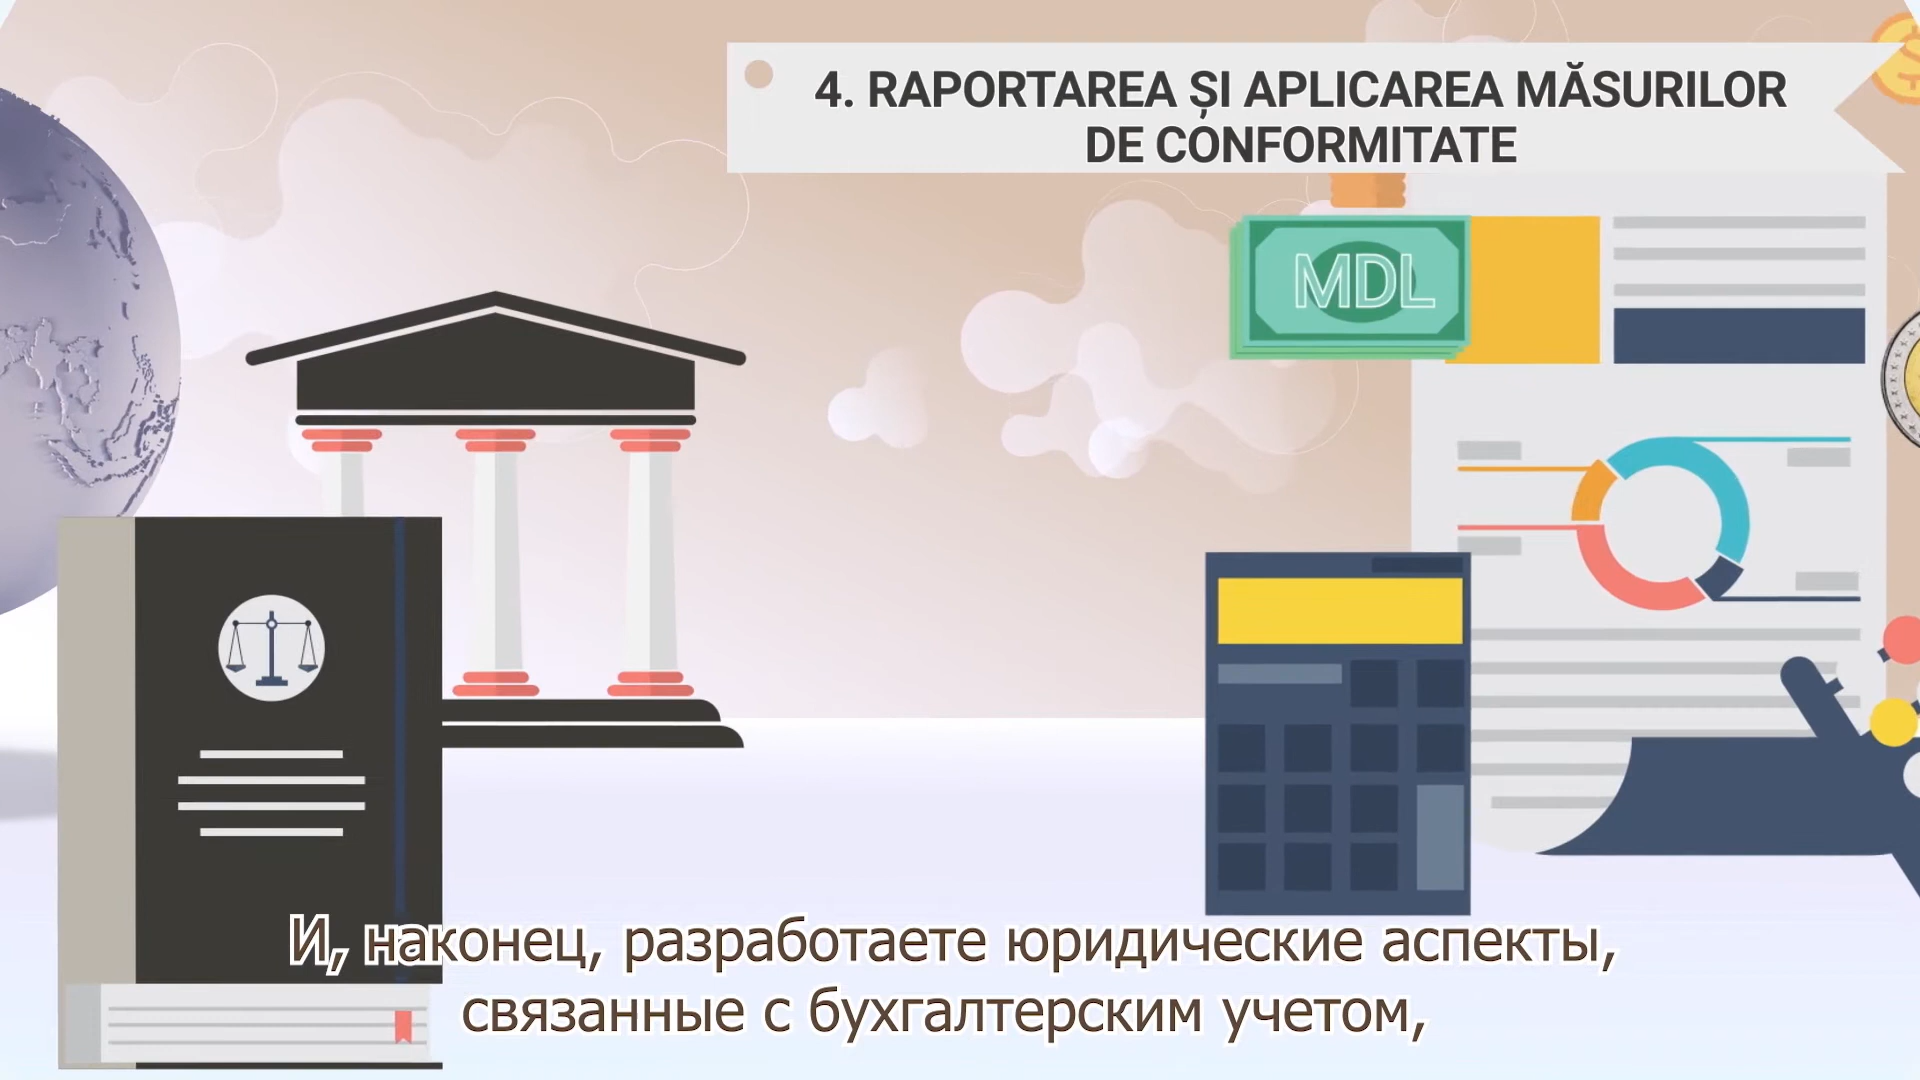 4. RAPORTAREA ȘI APLICAREA MĂSURILOR
DE CONFORMITATE
MDL
И, наконец, разработаете юридические аспекты,
связанные с бухгалтерским учетом,